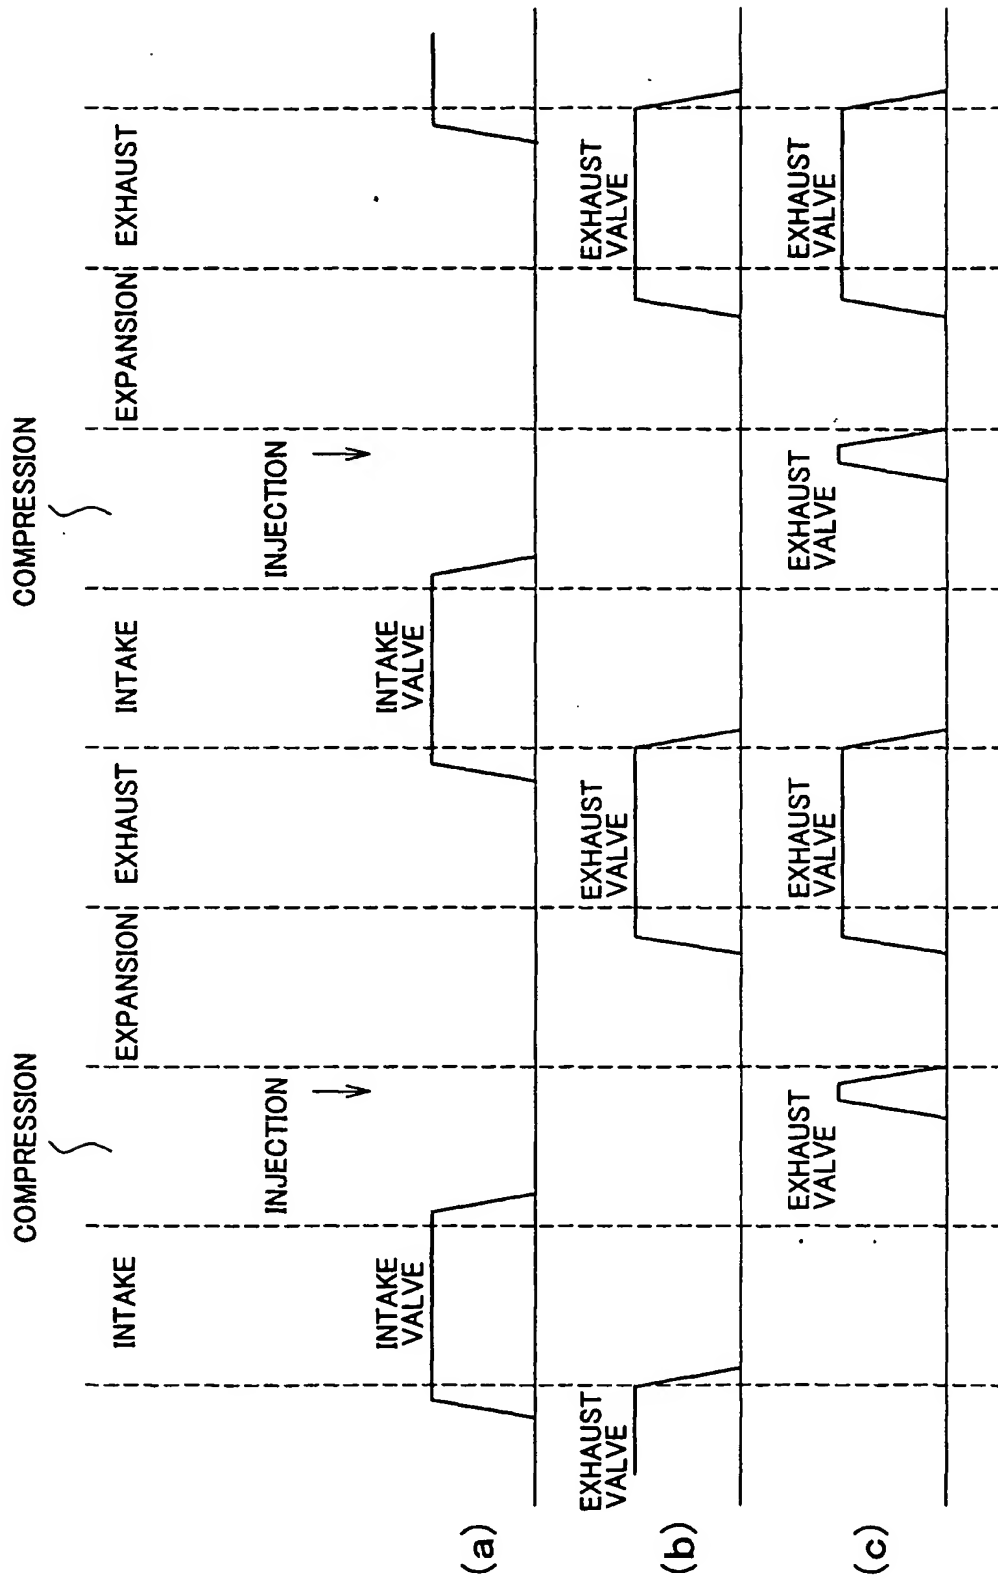 COMPRESSION
COMPRESSION
INTAKE
EXPANSION
EXHAUST
INTAKE
EXPANSION
EXHAUST
INJECTION
INJECTION
(a)
INTAKE
VALVE
INTAKE
VALVE
(b)
EXHAUST
VALVE
EXHAUST
VALVE
EXHAUST
VALVE
(c)
EXHAUST
VALVE
EXHAUST
VALVE
EXHAUST
VALVE
EXHAUST
VALVE